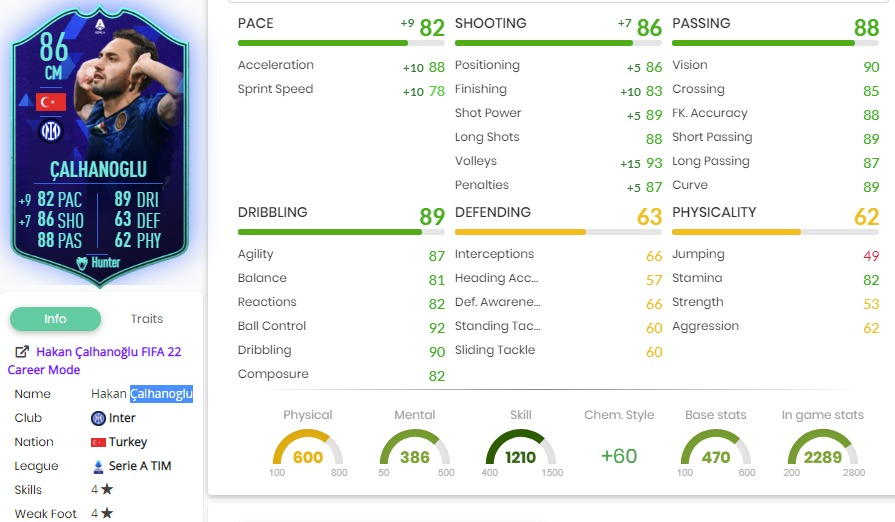 86
CM
SERIE A
ÇALHANOGLU
+9 82 PAC 89 DRI
+7 86 SHO 63 DEF
88 PAS 62 PHY
Hunter
Info Traits
Hakan Çalhanoğlu FIFA 22
Career Mode
Name Hakan Çalhanoglu
Club Inter
Nation Turkey
League Serie A TIM
Skills 4 ★
Weak Foot 4 ★
PACE +9 82
Acceleration +10 88
Sprint Speed +10 78
SHOOTING +7 86
Positioning +5 86
Finishing +10 83
Shot Power +5 89
Long Shots 88
Volleys +15 93
Penalties +5 87
PASSING 88
Vision 90
Crossing 85
FK. Accuracy 88
Short Passing 89
Long Passing 87
Curve 89
DRIBBLING 89
Agility 87
Balance 81
Reactions 82
Ball Control 92
Dribbling 90
Composure 82
DEFENDING 63
Interceptions 66
Heading Acc... 57
Def. Awarene... 66
Standing Tac... 60
Sliding Tackle 60
PHYSICALITY 62
Jumping 49
Stamina 82
Strength 53
Aggression 62
Physical
600
100 800
Mental
386
50 500
Skill
1210
400 1500
Chem. Style
+60
Base stats
470
100 600
In game stats
2289
200 2800